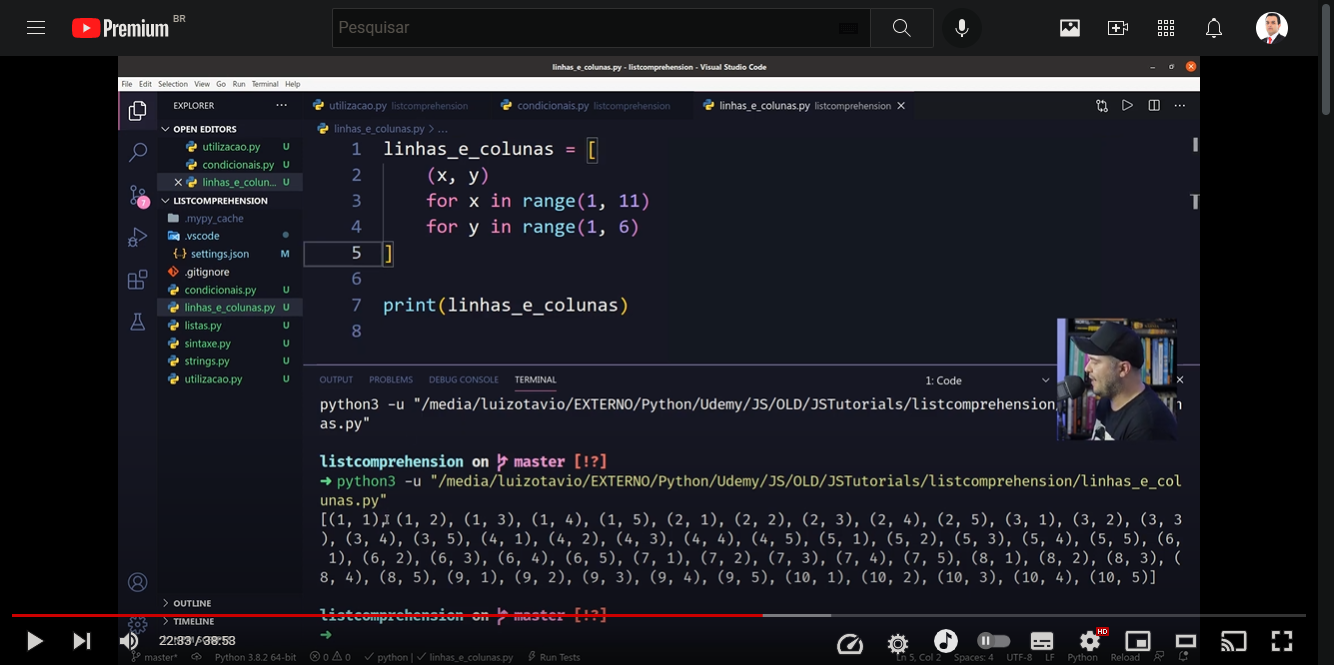 Premium BR
Pesquisar
linhas_e_colunas.py - listcomprehension - Visual Studio Code
File Edit Selection View Go Run Terminal Help
EXPLORER
utilizacao.py listcomprehension
condicionais.py listcomprehension
linhas_e_colunas.py listcomprehension
OPEN EDITORS
utilizacao.py U
condicionais.py U
linhas_e_colun... U
7
LISTCOMPREHENSION
.mypy_cache
.vscode
settings.json M
.gitignore
condicionais.py U
linhas_e_colunas.py U
listas.py U
sintaxe.py U
strings.py U
utilizacao.py U
OUTLINE
TIMELINE
linhas_e_colunas.py > ...
1 linhas_e_colunas = [
2 (x, y)
3 for x in range(1, 11)
4 for y in range(1, 6)
5 ]
6
7 print(linhas_e_colunas)
8
OUTPUT PROBLEMS DEBUG CONSOLE TERMINAL 1: Code
python3 -u "/media/luizotavio/EXTERNO/Python/Udemy/JS/OLD/JSTutorials/listcomprehension
as.py"
listcomprehension on master [!?]
➜ python3 -u "/media/luizotavio/EXTERNO/Python/Udemy/JS/OLD/JSTutorials/listcomprehension/linhas_e_col
unas.py"
[(1, 1), (1, 2), (1, 3), (1, 4), (1, 5), (2, 1), (2, 2), (2, 3), (2, 4), (2, 5), (3, 1), (3, 2), (3, 3
), (3, 4), (3, 5), (4, 1), (4, 2), (4, 3), (4, 4), (4, 5), (5, 1), (5, 2), (5, 3), (5, 4), (5, 5), (6,
1), (6, 2), (6, 3), (6, 4), (6, 5), (7, 1), (7, 2), (7, 3), (7, 4), (7, 5), (8, 1), (8, 2), (8, 3), (
8, 4), (8, 5), (9, 1), (9, 2), (9, 3), (9, 4), (9, 5), (10, 1), (10, 2), (10, 3), (10, 4), (10, 5)]
listcomprehension on master [!?]
➜
38:53
HD
master* Python 3.8.2 64-bit 0 0 python | linhas_e_colunas.py Run Tests Ln 5, Col 2 Spaces: 4 UTF-8 LF Python Reload